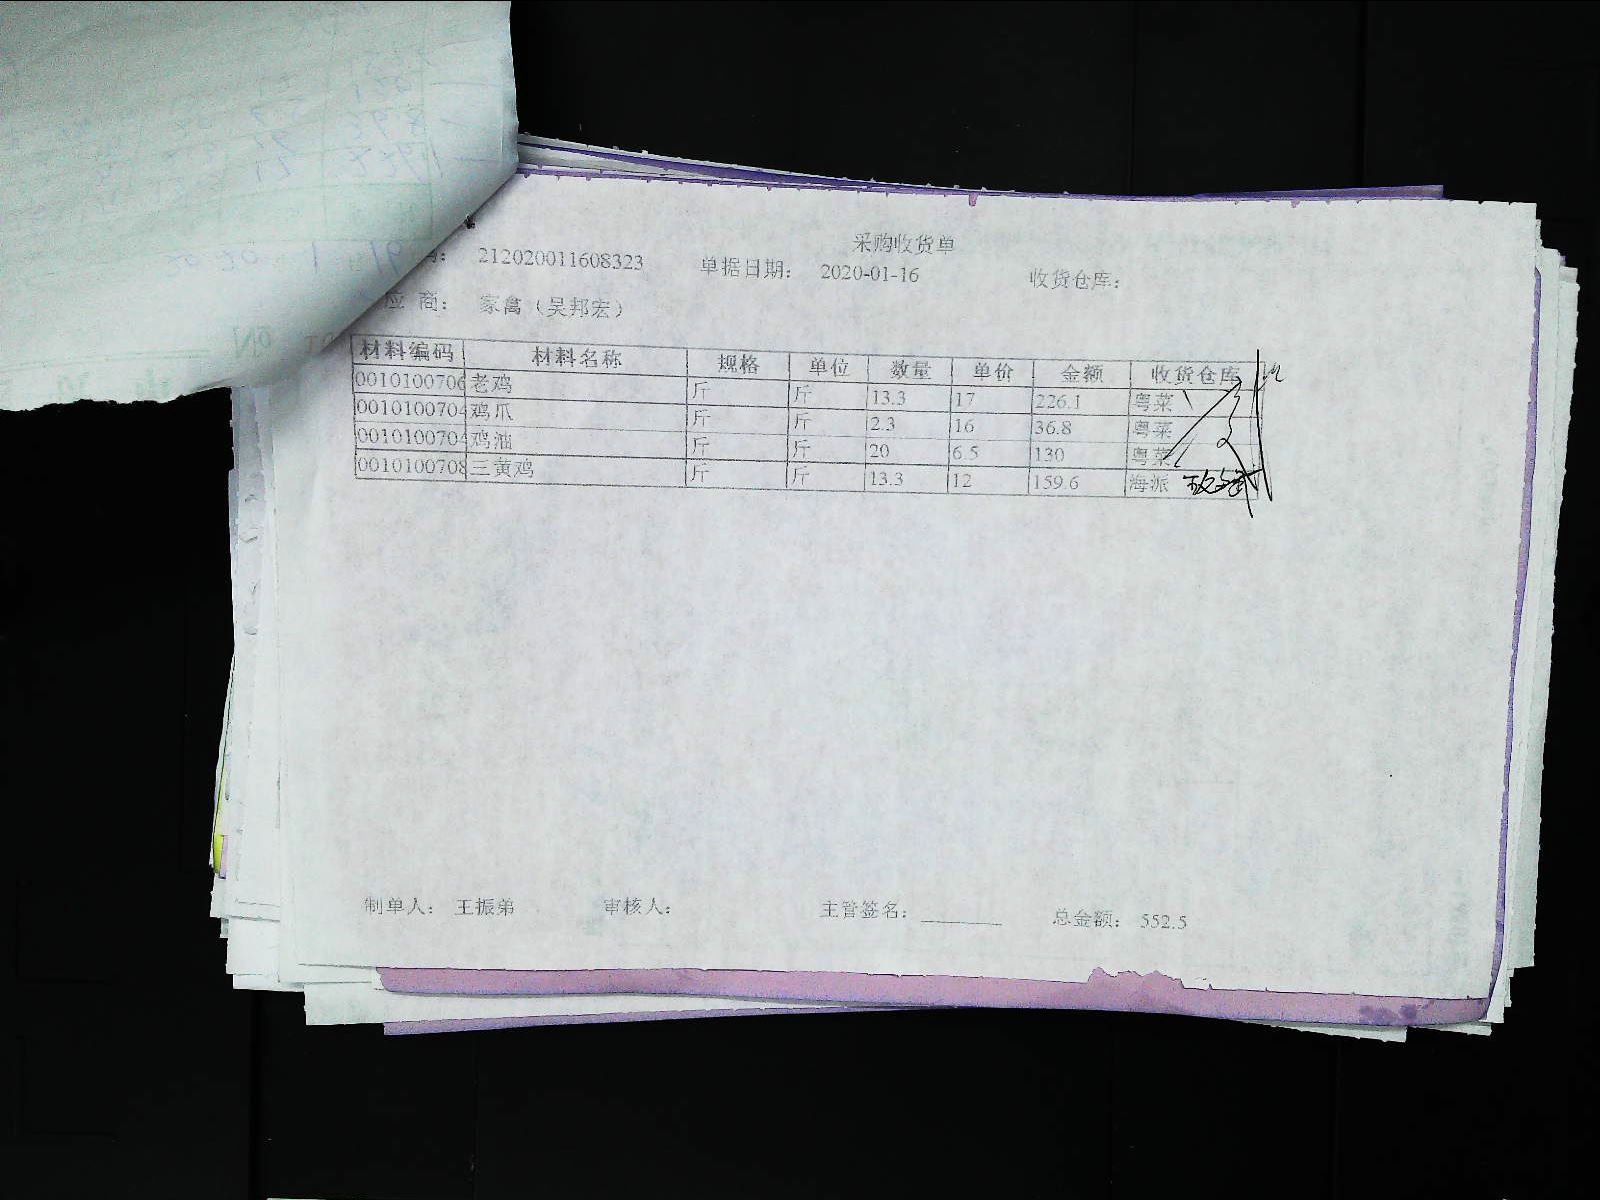 采购收货单
码： 212020011608323 单据日期： 2020-01-16 收货仓库：
应 商： 家禽（吴邦宏）
材料编码 材料名称 规格 单位 数量 单价 金额 收货仓库
0010100706 老鸡 斤 斤 13.3 17 226.1 粤菜
0010100704 鸡爪 斤 斤 2.3 16 36.8 粤菜
0010100704 鸡油 斤 斤 20 6.5 130 粤菜
0010100708 三黄鸡 斤 斤 13.3 12 159.6 海派
制单人： 王振弟 审核人： 主管签名： 总金额： 552.5